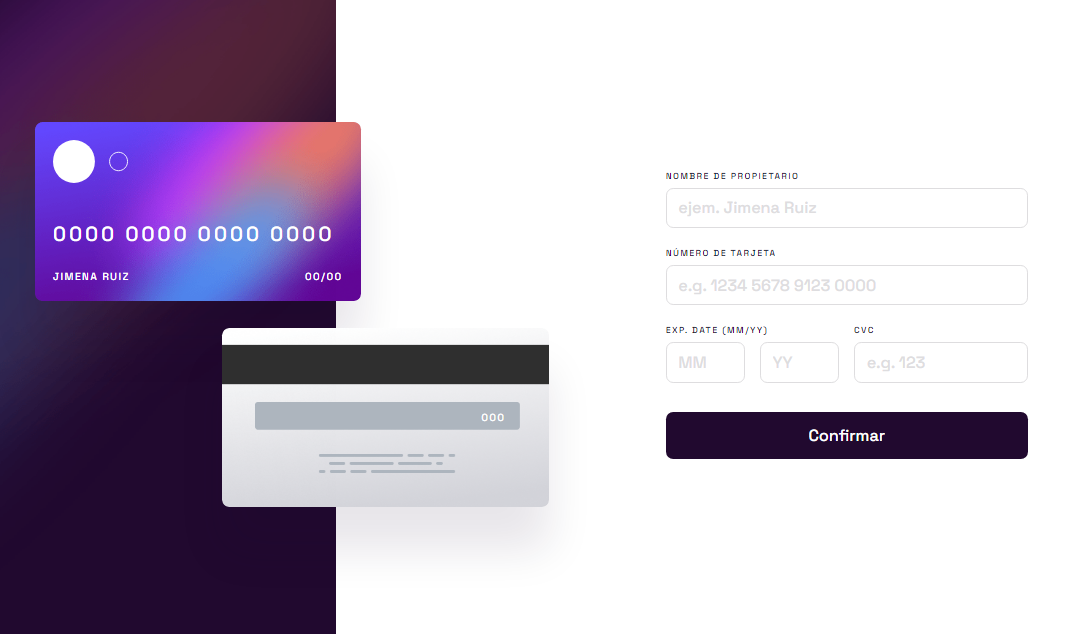 0000 0000 0000 0000
JIMENA RUIZ 00/00
000
NOMBRE DE PROPIETARIO
ejem. Jimena Ruiz
NÚMERO DE TARJETA
e.g. 1234 5678 9123 0000
EXP. DATE (MM/YY) CVC
MM YY e.g. 123
Confirmar